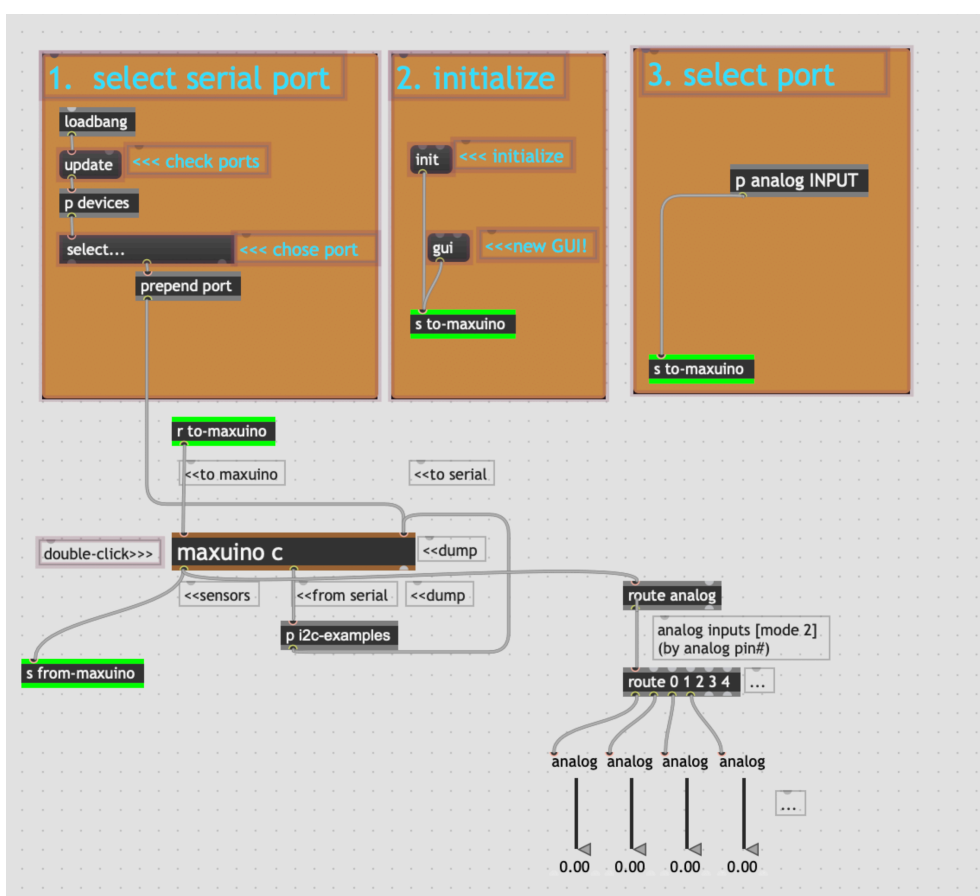 1. select serial port
loadbang
update
<<< check ports
p devices
select...
<<< chose port
prepend port
2. initialize
init
<<< initialize
gui
<<<new GUI!
s to-maxuino
3. select port
p analog INPUT
s to-maxuino
r to-maxuino
<<to maxuino
<<to serial
double-click>>>
maxuino c
<<dump
<<sensors
<<from serial
<<dump
p i2c-examples
s from-maxuino
route analog
analog inputs [mode 2]
(by analog pin#)
route 0 1 2 3 4
...
analog analog analog analog
...
0.00 0.00 0.00 0.00